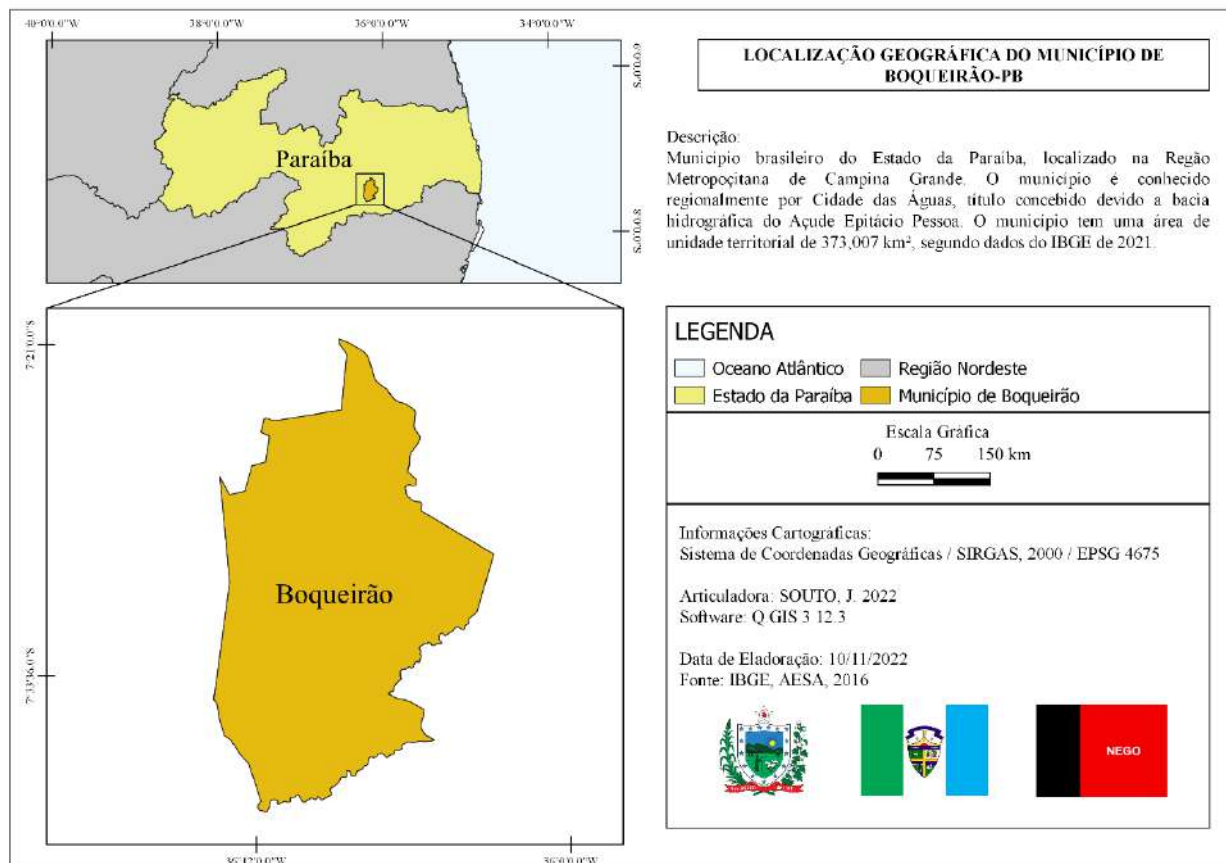 40°0'0.0"W 38°0'0.0"W 36°0'0.0"W 34°0'0.0"W
6°0'0.0"S
8°0'0.0"S
Paraíba
7°21'0.0"S
7°33'36.0"S
Boqueirão
36°12'0.0"W 36°0'0.0"W
LOCALIZAÇÃO GEOGRÁFICA DO MUNICÍPIO DE
BOQUEIRÃO-PB
Descrição:
Município brasileiro do Estado da Paraíba, localizado na Regão
Metropoçitana de Campina Grande. O município é conhecido
regionalmente por Cidade das Águas, título concebido devido a bacia
hidrográfica do Açude Epitácio Pessoa. O município tem uma área de
unidade territorial de 373,007 km², segundo dados do IBGE de 2021.
LEGENDA
Oceano Atlântico Região Nordeste
Estado da Paraíba Município de Boqueirão
Escala Gráfica
0 75 150 km
Informações Cartográficas:
Sistema de Coordenadas Geográficas / SIRGAS, 2000 / EPSG 4675
Articuladora: SOUTO, J. 2022
Software: Q GIS 3 12.3
Data de Eladoração: 10/11/2022
Fonte: IBGE, AESA, 2016
NEGO